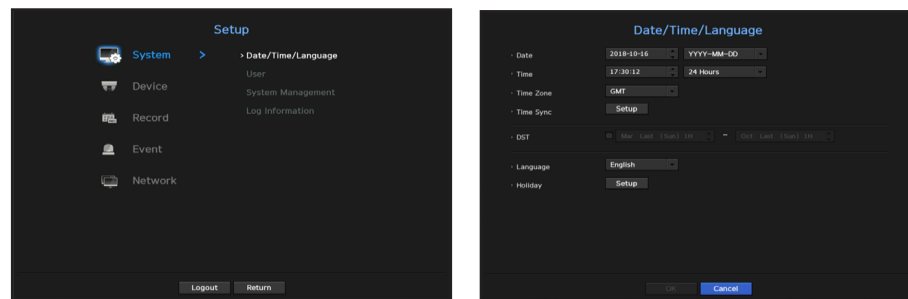 Setup
System > > Date/Time/Language
User
Device
System Management
Record
Log Information
Event
Network
Logout Return
Date/Time/Language
Date 2018-10-16 YYYY-MM-DD
Time 17:30:12 24 Hours
Time Zone GMT
Time Sync Setup
DST Mar Last (Sun) 1H ~ Oct Last (Sun) 1H
Language English
Holiday Setup
OK Cancel